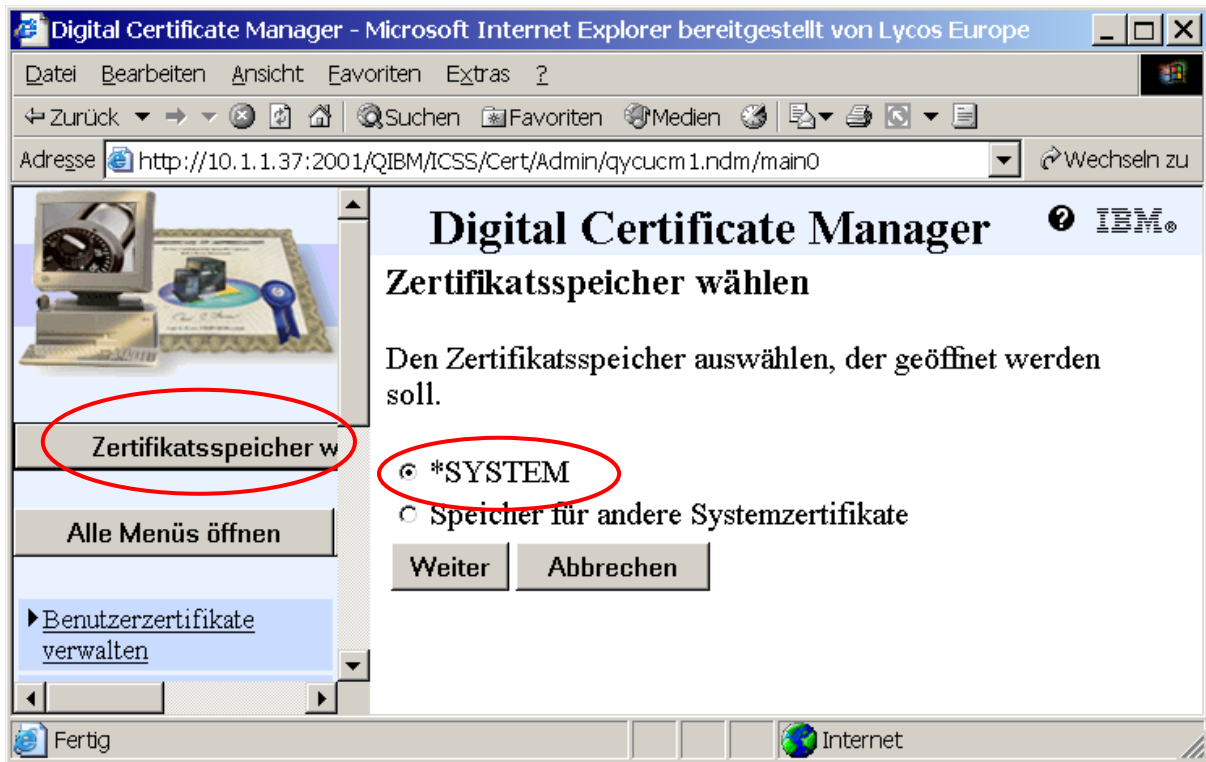 Digital Certificate Manager - Microsoft Internet Explorer bereitgestellt von Lycos Europe
Datei Bearbeiten Ansicht Favoriten Extras ?
Zurück Suchen Favoriten Medien
Adresse http://10.1.1.37:2001/QIBM/ICSS/Cert/Admin/qycucm1.ndm/main0 Wechseln zu
Digital Certificate Manager ? IBM®
Zertifikatsspeicher wählen
Den Zertifikatsspeicher auswählen, der geöffnet werden
soll.
Zertifikatsspeicher w
*SYSTEM
Speicher für andere Systemzertifikate
Alle Menüs öffnen
Weiter Abbrechen
Benutzerzertifikate
verwalten
Fertig Internet